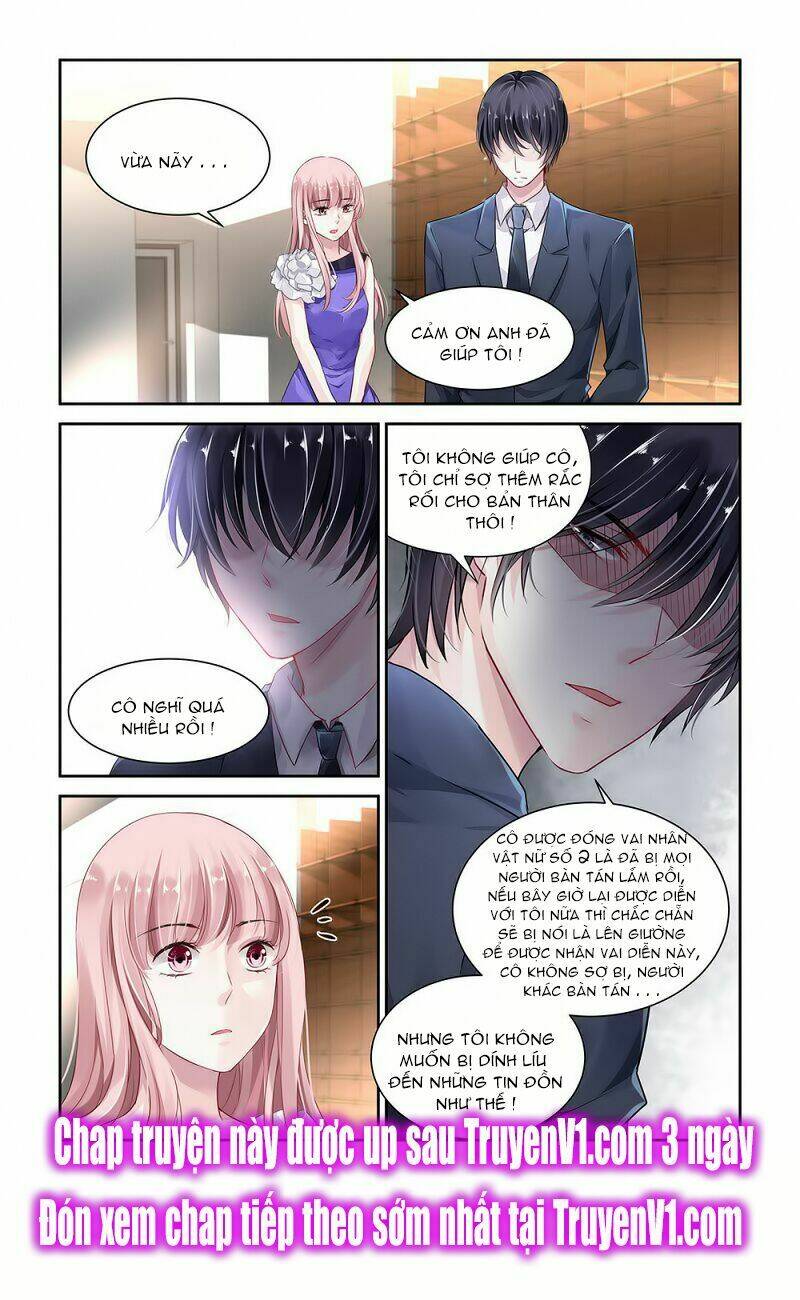 VỪA NÃY . . .
CẢM ƠN ANH ĐÃ
GIÚP TÔI !
TÔI KHÔNG GIÚP CÔ,
TÔI CHỈ SỢ THÊM RẮC
RỐI CHO BẢN THÂN
THÔI !
CÔ NGHĨ QUÁ
NHIỀU RỒI !
CÔ ĐƯỢC ĐÓNG VAI NHÂN
VẬT NỮ SỐ 2 LÀ ĐÃ BỊ MỌI
NGƯỜI BÀN TÁN LẮM RỒI,
NẾU BÂY GIỜ LẠI ĐƯỢC DIỄN
VỚI TÔI NỮA THÌ CHẮC CHẮN
SẼ BỊ NÓI LÀ LÊN GIƯỜNG
ĐỂ ĐƯỢC NHẬN VAI DIỄN NÀY,
CÔ KHÔNG SỢ BỊ, NGƯỜI
KHÁC BÀN TÁN . . .
NHƯNG TÔI KHÔNG
MUỐN BỊ DÍNH LÍU
ĐẾN NHỮNG TIN ĐỒN
NHƯ THẾ !
Chap truyện này được up sau TruyenV1.com 3 ngày
Đón xem chap tiếp theo sớm nhất tại TruyenV1.com